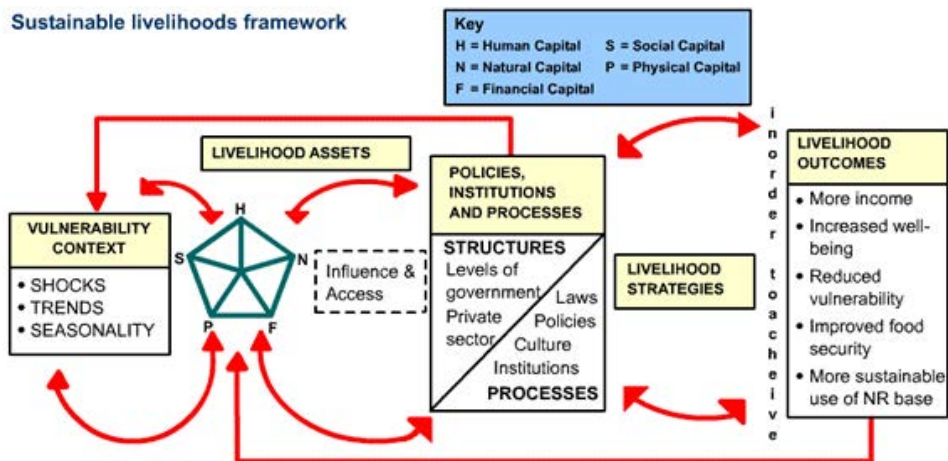 Sustainable livelihoods framework
Key
H = Human Capital S = Social Capital
N = Natural Capital P = Physical Capital
F = Financial Capital
LIVELIHOOD ASSETS
VULNERABILITY
CONTEXT
• SHOCKS
• TRENDS
• SEASONALITY
H
S
N
P
F
Influence &
Access
POLICIES,
INSTITUTIONS
AND PROCESSES
STRUCTURES
Levels of
government
Private
sector
Laws
Policies
Culture
Institutions
PROCESSES
LIVELIHOOD
STRATEGIES
inorder toacheive
LIVELIHOOD
OUTCOMES
• More income
• Increased well-
being
• Reduced
vulnerability
• Improved food
security
• More sustainable
use of NR base